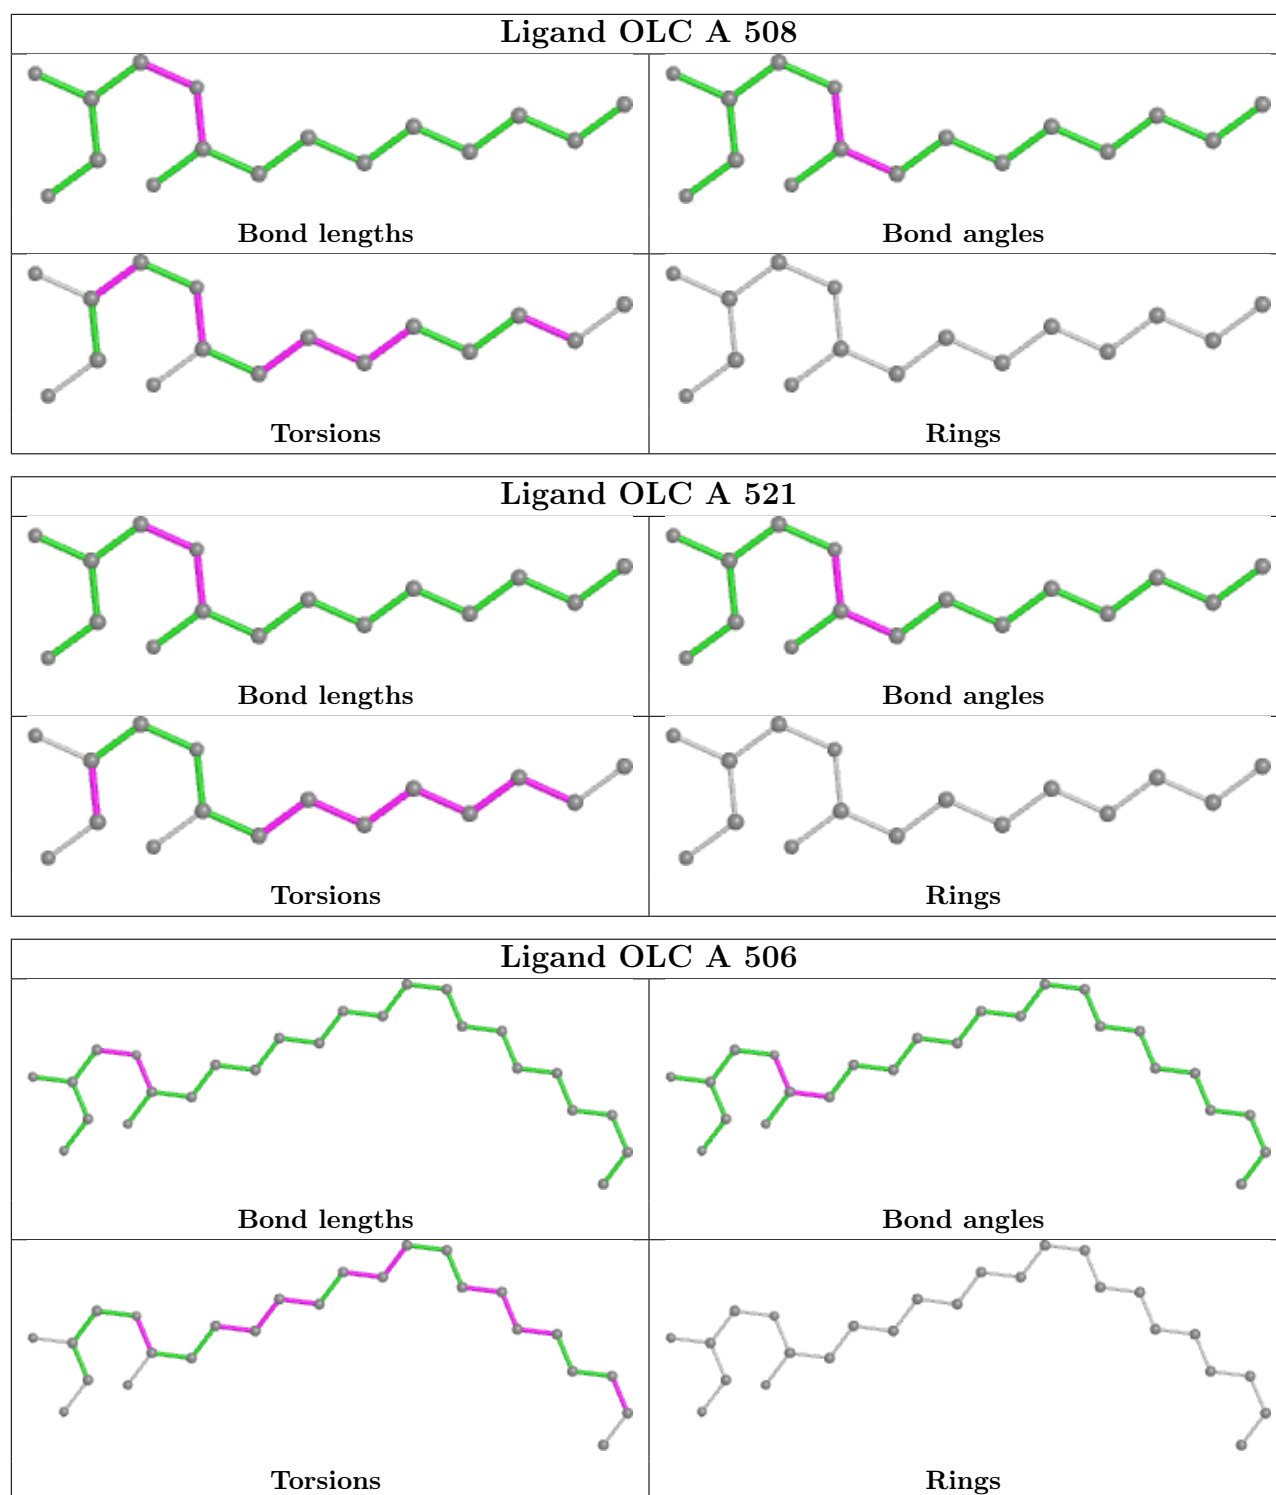 Ligand OLC A 508
Bond lengths
Bond angles
Torsions
Rings
Ligand OLC A 521
Bond lengths
Bond angles
Torsions
Rings
Ligand OLC A 506
Bond lengths
Bond angles
Torsions
Rings